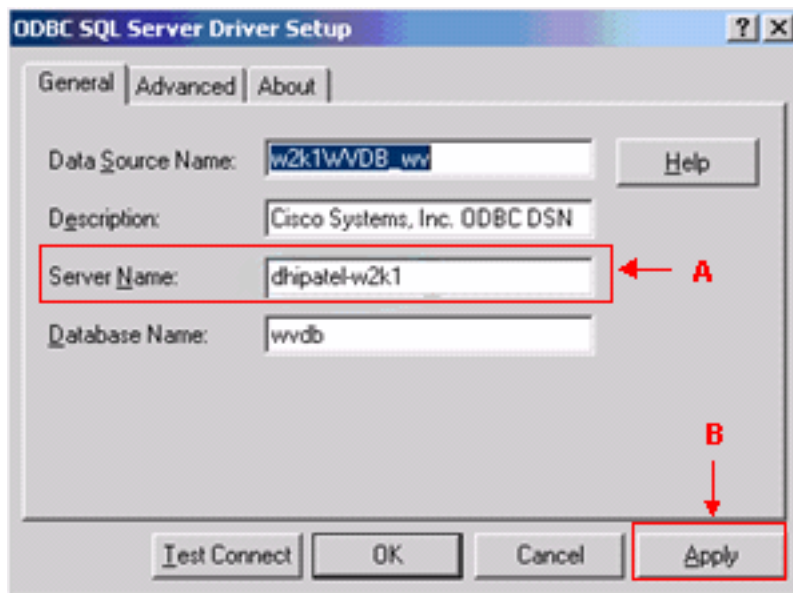 ODBC SQL Server Driver Setup ? X
General Advanced About
Data Source Name: w2k1WVDB_wv Help
Description: Cisco Systems, Inc. ODBC DSN
Server Name: dhipatel-w2k1 A
Database Name: wvdb
B
Test Connect OK Cancel Apply